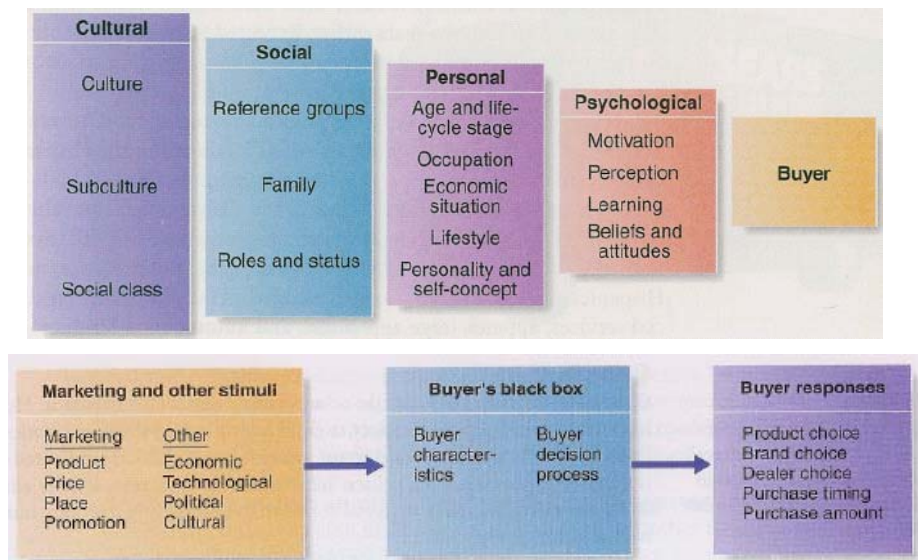 Cultural
Culture
Subculture
Social class
Social
Reference groups
Family
Roles and status
Personal
Age and life-
cycle stage
Occupation
Economic
situation
Lifestyle
Personality and
self-concept
Psychological
Motivation
Perception
Learning
Beliefs and
attitudes
Buyer
Marketing and other stimuli
Marketing Other
Product Economic
Price Technological
Place Political
Promotion Cultural
Buyer's black box
Buyer
character-
istics
Buyer
decision
process
Buyer responses
Product choice
Brand choice
Dealer choice
Purchase timing
Purchase amount